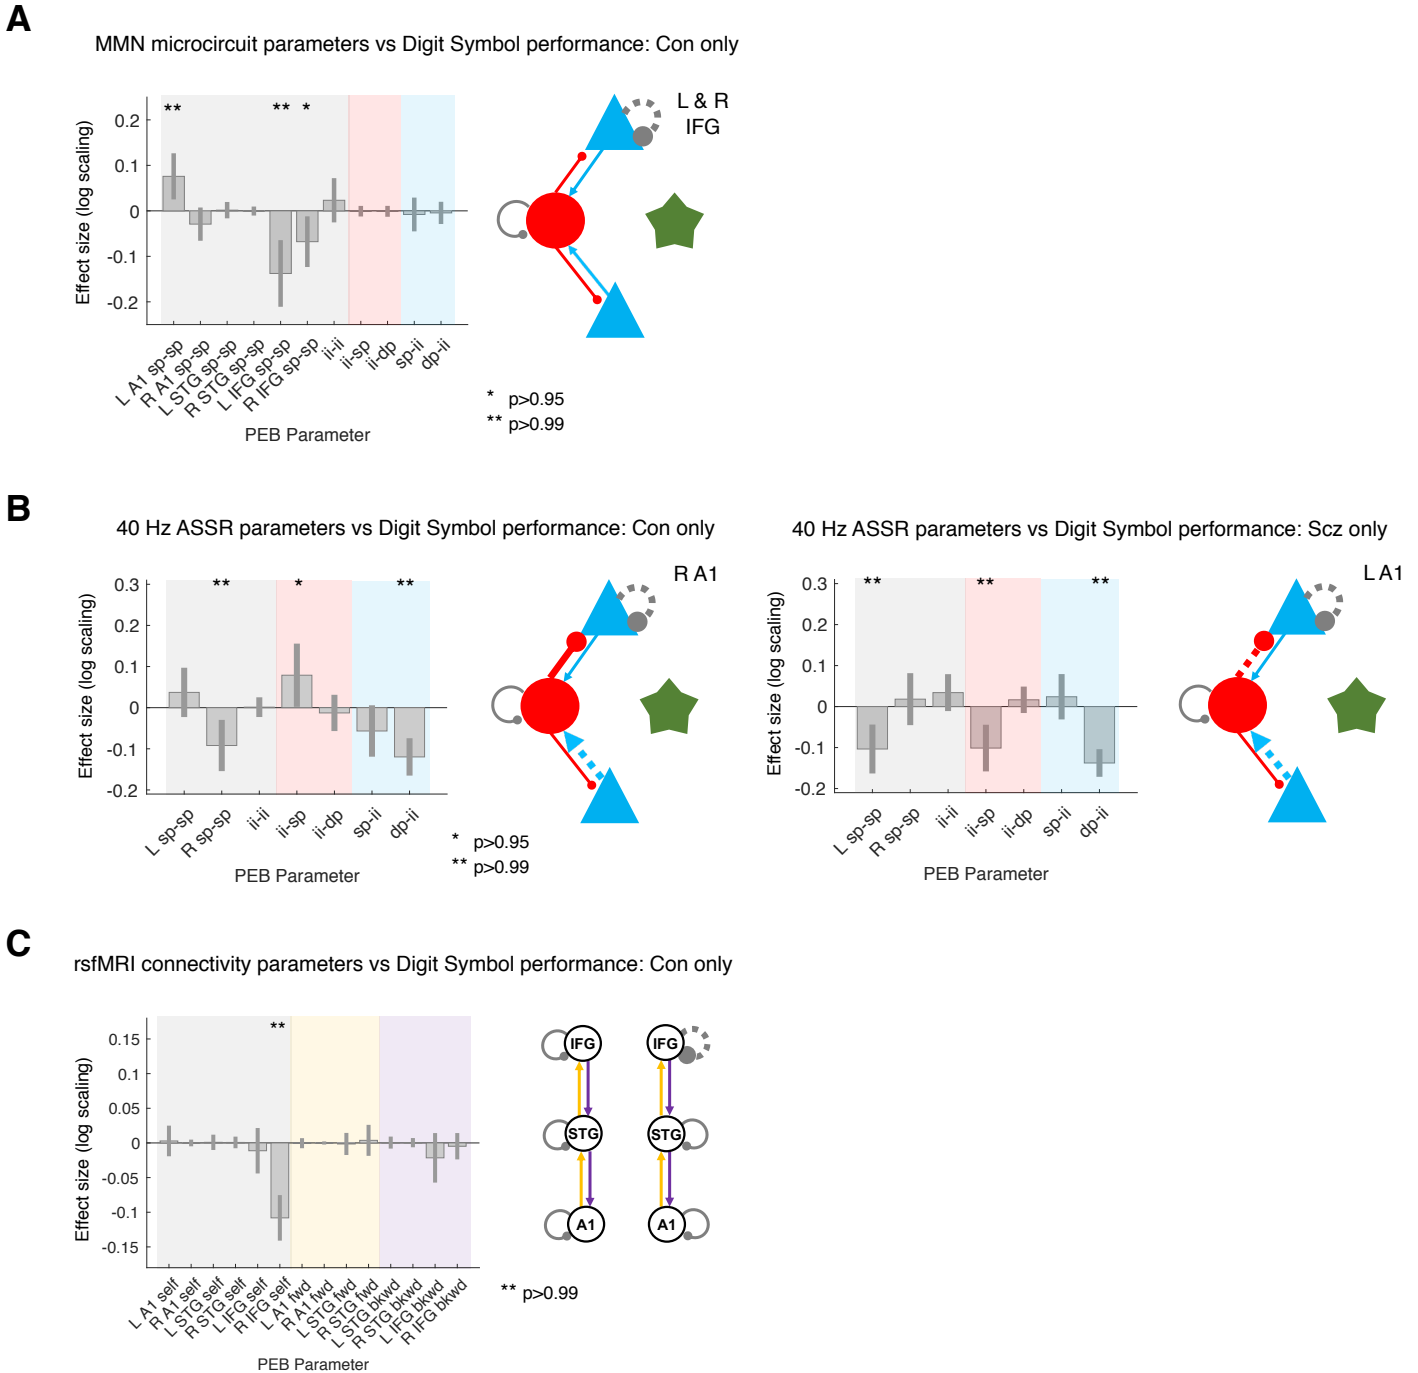 A
MMN microcircuit parameters vs Digit Symbol performance: Con only
Effect size (log scaling)
0.2
0.1
0
-0.1
-0.2
** ** *
L A1 sp-sp
R A1 sp-sp
L STG sp-sp
R STG sp-sp
L IFG sp-sp
R IFG sp-sp
ii-ii
ii-sp
ii-dp
sp-ii
dp-ii
PEB Parameter
L & R
IFG
* p>0.95
** p>0.99
B
40 Hz ASSR parameters vs Digit Symbol performance: Con only
Effect size (log scaling)
0.3
0.2
0.1
0
-0.1
-0.2
** * **
L sp-sp
R sp-sp
ii-ii
ii-sp
ii-dp
sp-ii
dp-ii
PEB Parameter
R A1
* p>0.95
** p>0.99
40 Hz ASSR parameters vs Digit Symbol performance: Scz only
Effect size (log scaling)
0.3
0.2
0.1
0
-0.1
-0.2
** ** **
L sp-sp
R sp-sp
ii-ii
ii-sp
ii-dp
sp-ii
dp-ii
PEB Parameter
L A1
C
rsfMRI connectivity parameters vs Digit Symbol performance: Con only
Effect size (log scaling)
0.15
0.1
0.05
0
-0.05
-0.1
-0.15
**
L A1 self
R A1 self
L STG self
R STG self
L IFG self
R IFG self
L A1 fwd
R A1 fwd
L STG fwd
R STG fwd
L STG bkwd
R STG bkwd
L IFG bkwd
R IFG bkwd
PEB Parameter
IFG IFG
STG STG
A1 A1
** p>0.99